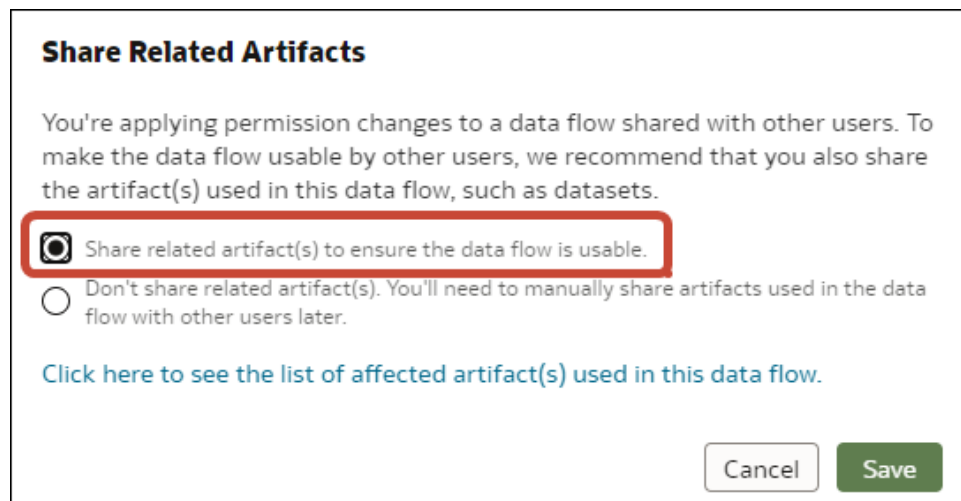 Share Related Artifacts
You're applying permission changes to a data flow shared with other users. To
make the data flow usable by other users, we recommend that you also share
the artifact(s) used in this data flow, such as datasets.
Share related artifact(s) to ensure the data flow is usable.
Don't share related artifact(s). You'll need to manually share artifacts used in the data
flow with other users later.
Click here to see the list of affected artifact(s) used in this data flow.
Cancel
Save